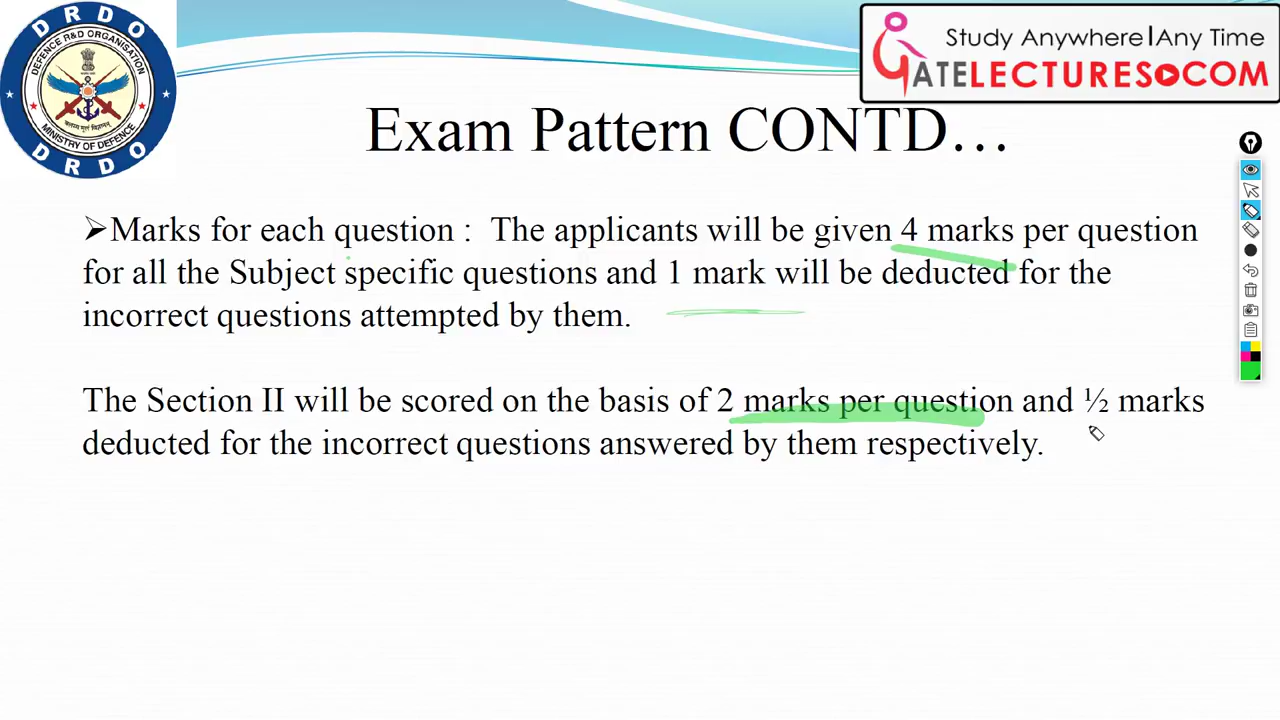 DRDO
DEFENCE R&D ORGANISATION
MINISTRY OF DEFENCE
DRDO
Study Anywhere|Any Time
GATELECTURES.COM
Exam Pattern CONTD…
➢Marks for each question : The applicants will be given 4 marks per question
for all the Subject specific questions and 1 mark will be deducted for the
incorrect questions attempted by them.
The Section II will be scored on the basis of 2 marks per question and ½ marks
deducted for the incorrect questions answered by them respectively.